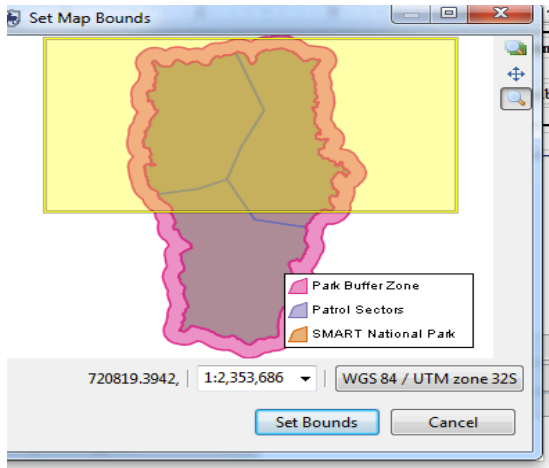 Set Map Bounds
Park Buffer Zone
Patrol Sectors
SMART National Park
720819.3942, 1:2,353,686 WGS 84 / UTM zone 32S
Set Bounds Cancel